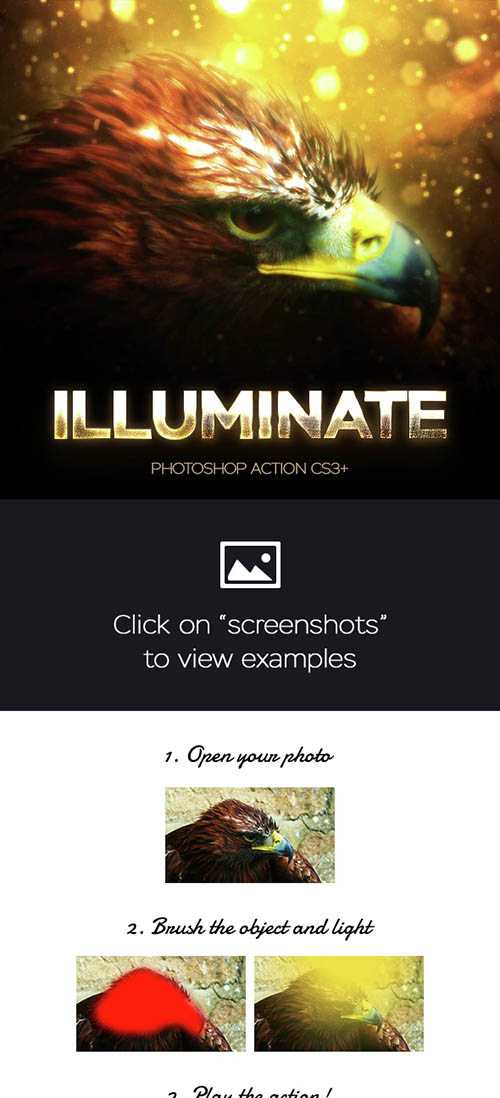 ILLUMINATE
PHOTOSHOP ACTION CS3+
Click on “screenshots”
to view examples
1. Open your photo
2. Brush the object and light
3. Play the action!